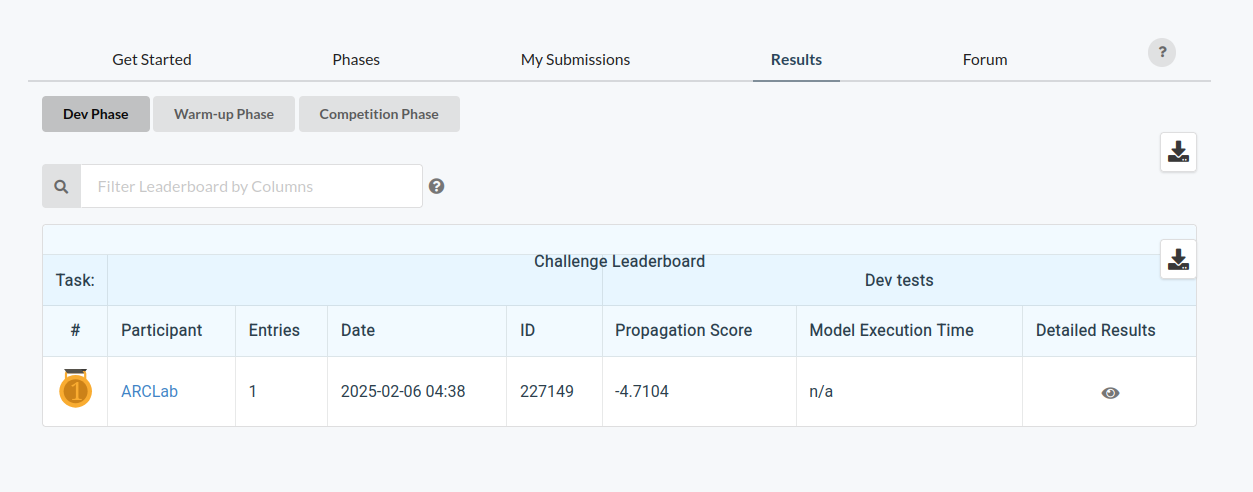 Get Started Phases My Submissions Results Forum ?
Dev Phase Warm-up Phase Competition Phase
Filter Leaderboard by Columns ?
Challenge Leaderboard
Task: Dev tests
# Participant Entries Date ID Propagation Score Model Execution Time Detailed Results
1 ARCLab 1 2025-02-06 04:38 227149 -4.7104 n/a